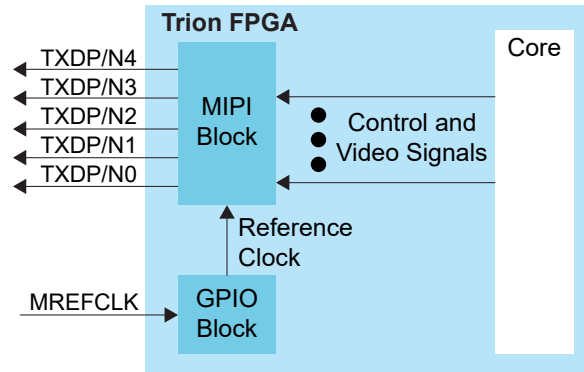 Trion FPGA
Core
TXDP/N4
TXDP/N3
TXDP/N2
TXDP/N1
TXDP/N0
MIPI
Block
Control and
Video Signals
Reference
Clock
MREFCLK
GPIO
Block